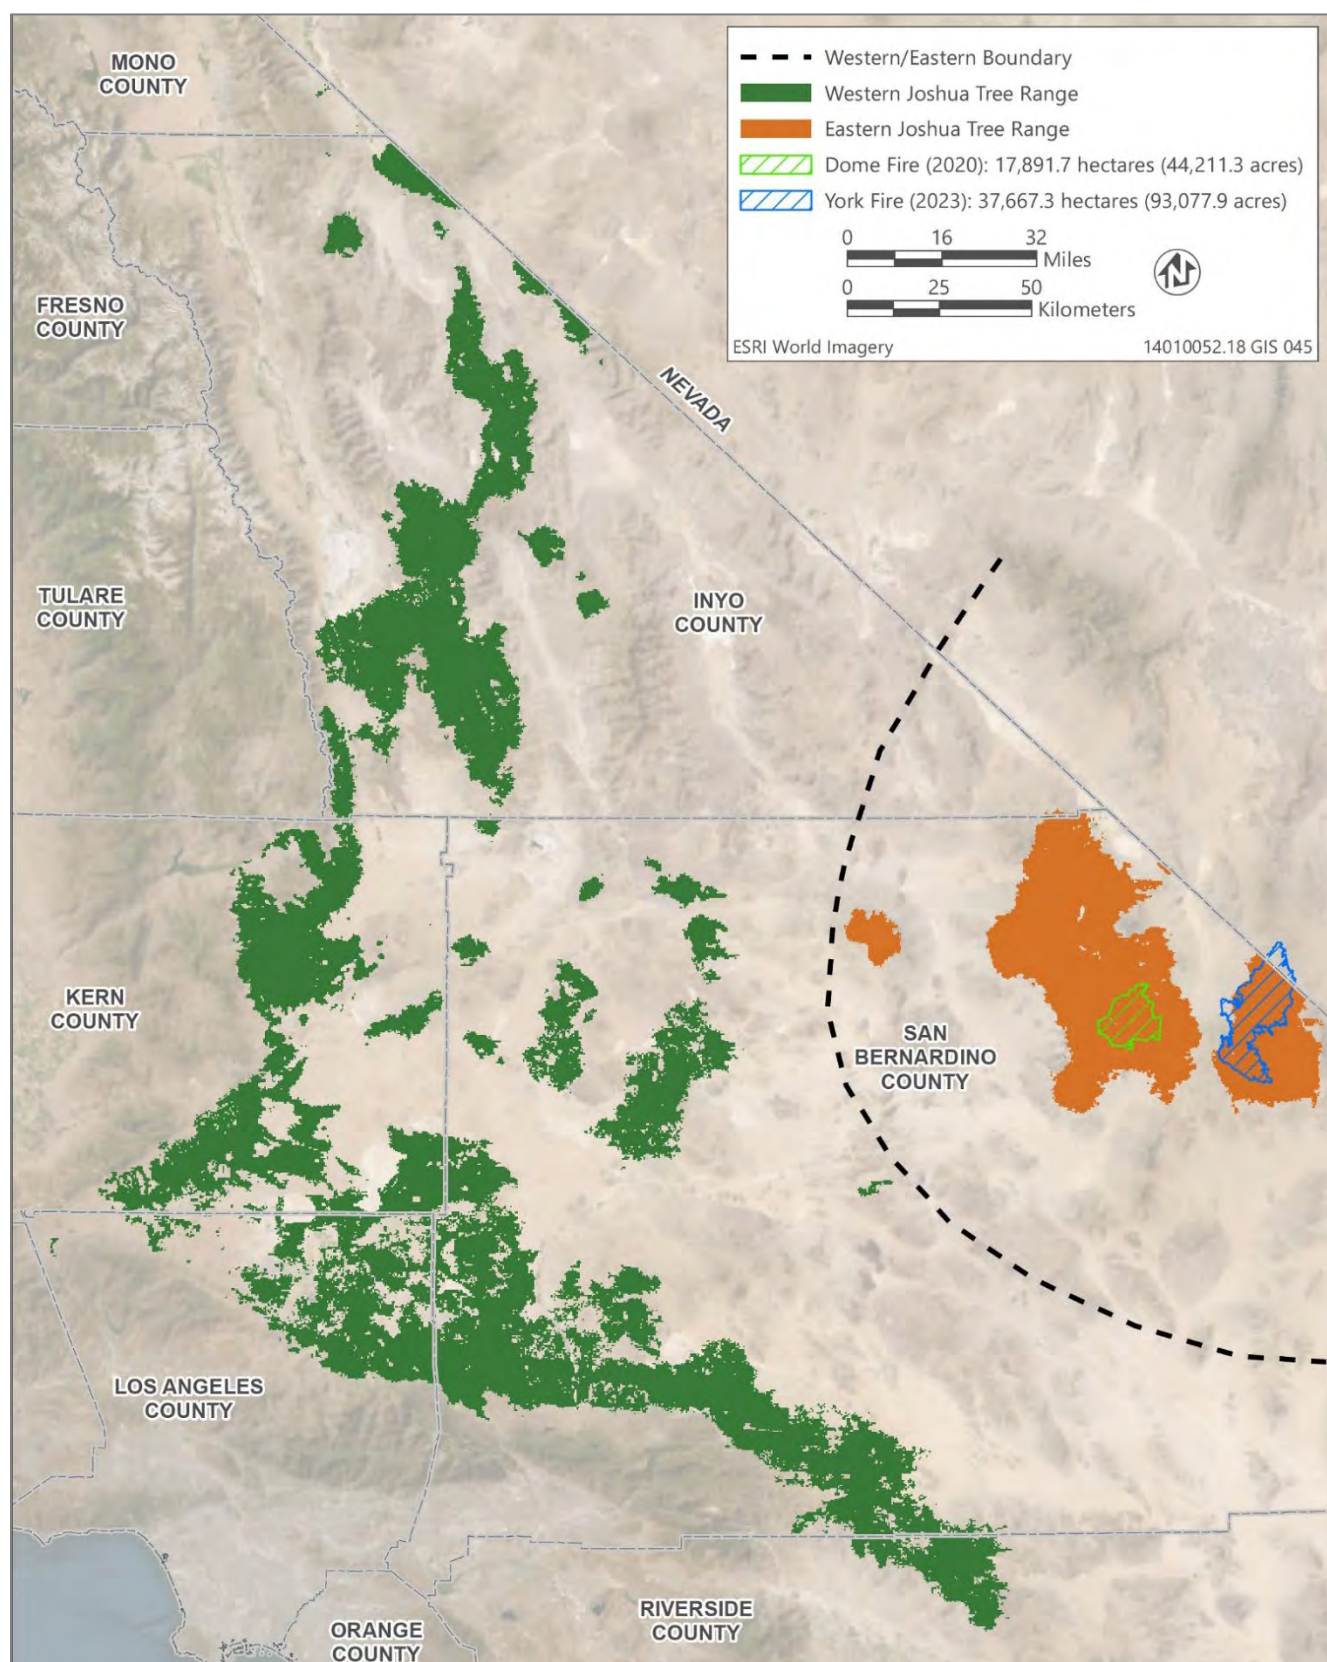 MONO
COUNTY
Western/Eastern Boundary
Western Joshua Tree Range
Eastern Joshua Tree Range
Dome Fire (2020): 17,891.7 hectares (44,211.3 acres)
York Fire (2023): 37,667.3 hectares (93,077.9 acres)
0 16 32
Miles
0 25 50
Kilometers
N
ESRI World Imagery 14010052.18 GIS 045
FRESNO
COUNTY
NEVADA
TULARE
COUNTY
INYO
COUNTY
KERN
COUNTY
SAN
BERNARDINO
COUNTY
LOS ANGELES
COUNTY
RIVERSIDE
COUNTY
ORANGE
COUNTY